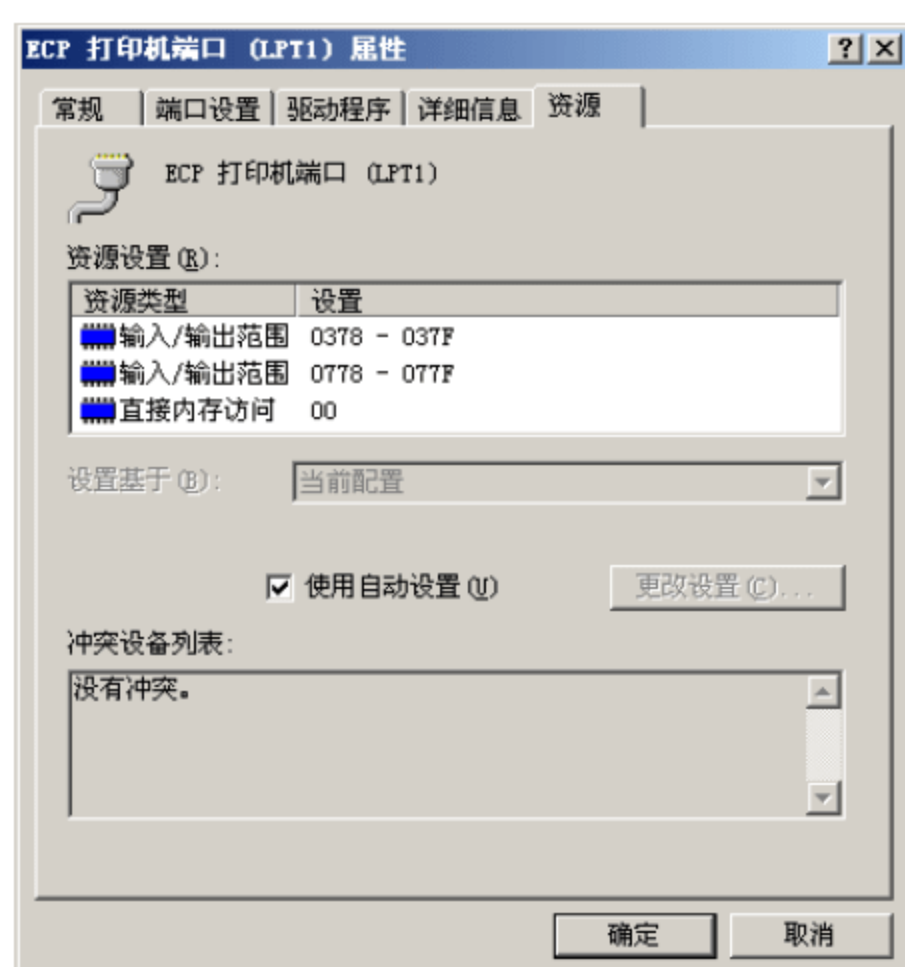 ECP 打印机端口 (LPT1) 属性
常规 端口设置 驱动程序 详细信息 资源
ECP 打印机端口 (LPT1)
资源设置(R):
资源类型 设置
输入/输出范围 0378 - 037F
输入/输出范围 0778 - 077F
直接内存访问 00
设置基于(B): 当前配置
使用自动设置(U) 更改设置(C)...
冲突设备列表:
没有冲突。
确定 取消